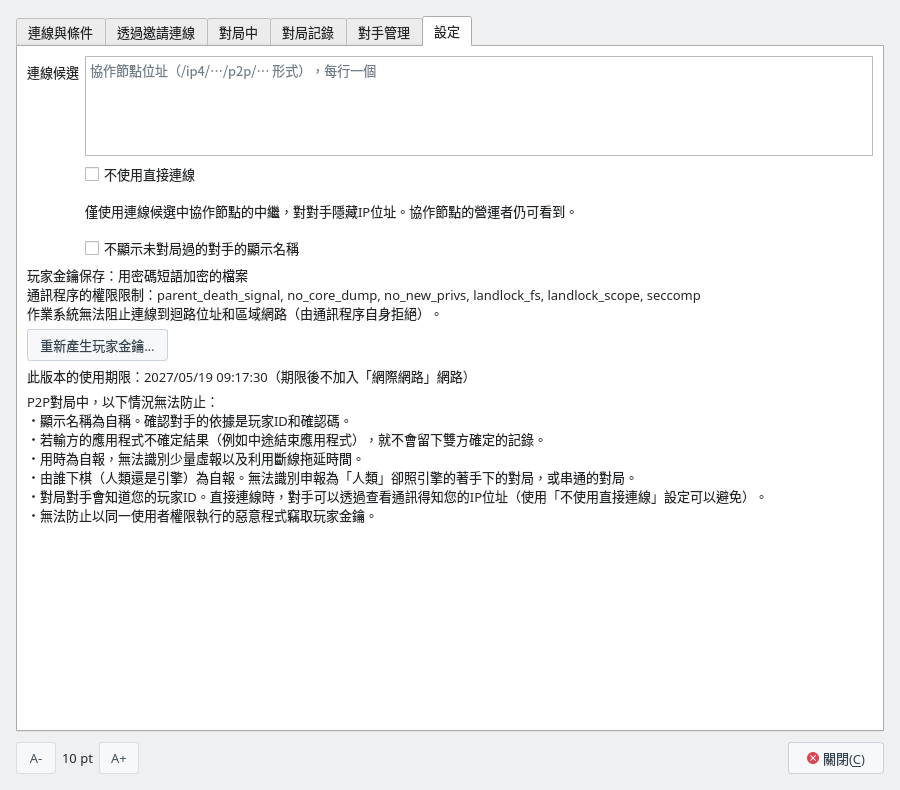 連線與條件
透過邀請連線
對局中
對局記錄
對手管理
設定
連線候選
協作節點位址（/ip4/…/p2p/… 形式），每行一個
不使用直接連線
僅使用連線候選中協作節點的中繼，對對手隱藏IP位址。協作節點的營運者仍可看到。
不顯示未對局過的對手的顯示名稱
玩家金鑰保存：用密碼短語加密的檔案
通訊程序的權限限制：parent_death_signal, no_core_dump, no_new_privs, landlock_fs, landlock_scope, seccomp
作業系統無法阻止連線到迴路位址和區域網路（由通訊程序自身拒絕）。
重新產生玩家金鑰...
此版本的使用期限：2027/05/19 09:17:30（期限後不加入「網際網路」網路）
P2P對局中，以下情況無法防止：
・顯示名稱為自稱。確認對手的依據是玩家ID和確認碼。
・若輸方的應用程式不確定結果（例如中途結束應用程式），就不會留下雙方確定的記錄。
・用時為自報，無法識別少量虛報以及利用斷線拖延時間。
・由誰下棋（人類還是引擎）為自報。無法識別申報為「人類」卻照引擎的著手下的對局，或串通的對局。
・對局對手會知道您的玩家ID。直接連線時，對手可以透過查看通訊得知您的IP位址（使用「不使用直接連線」設定可以避免）。
・無法防止以同一使用者權限執行的惡意程式竊取玩家金鑰。
A-
10 pt
A+
關閉(C)